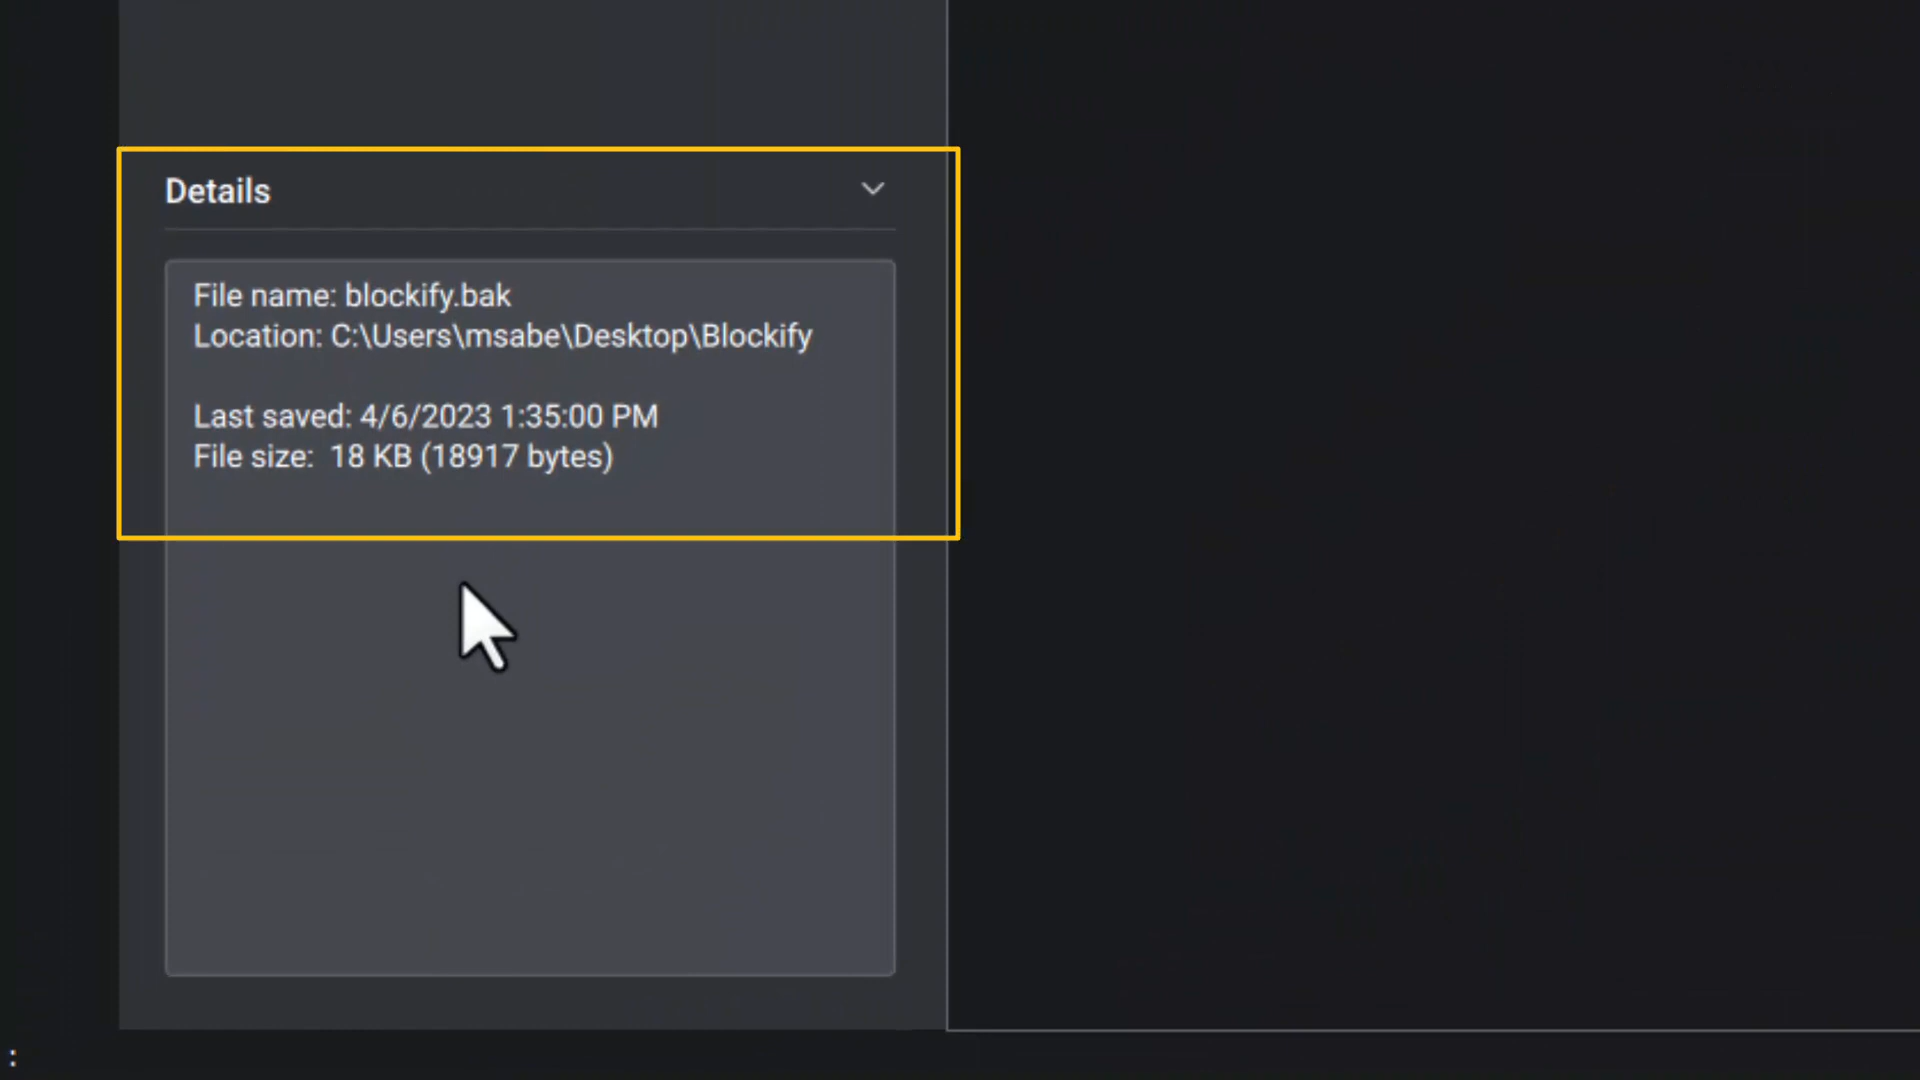 Details
File name: blockify.bak
Location: C:\Users\msabe\Desktop\Blockify
Last saved: 4/6/2023 1:35:00 PM
File size: 18 KB (18917 bytes)
: